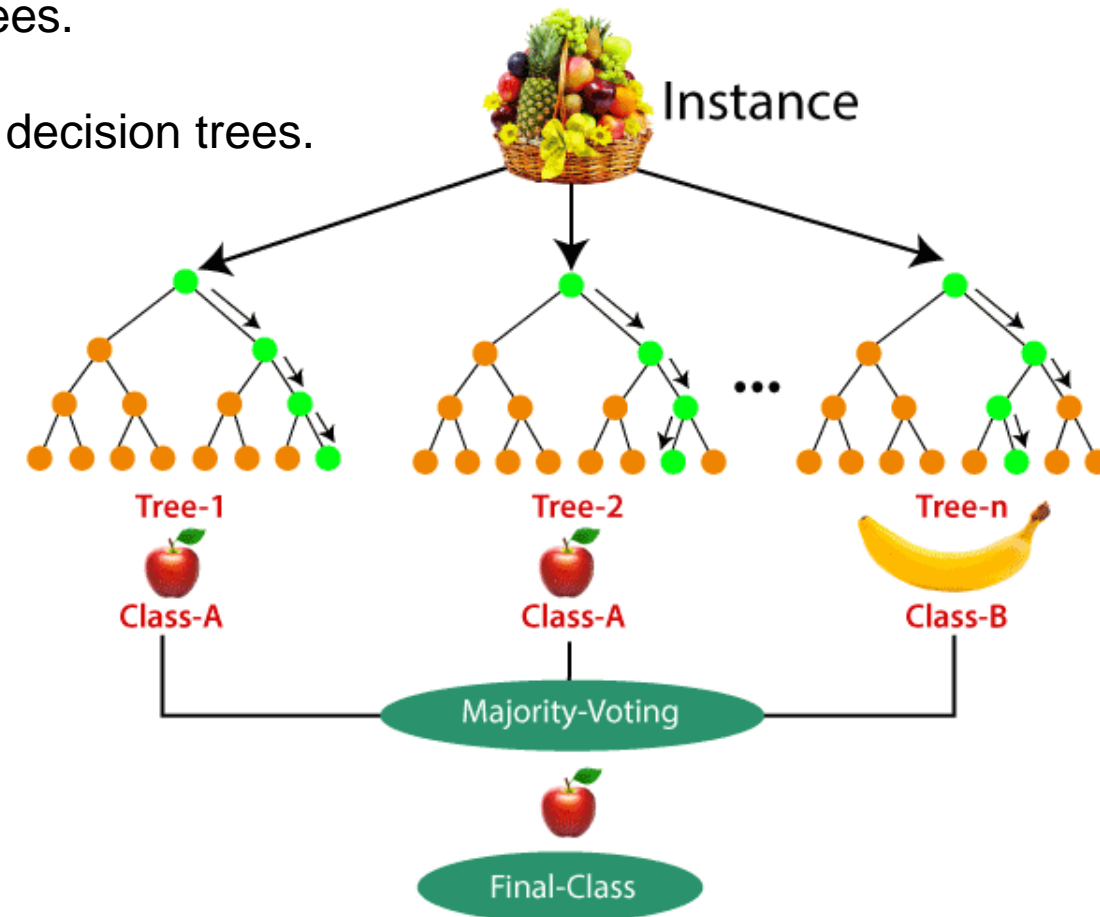 ees.
Instance
decision trees.
...
Tree-1
Tree-2
Tree-n
Class-A
Class-A
Class-B
Majority-Voting
Final-Class